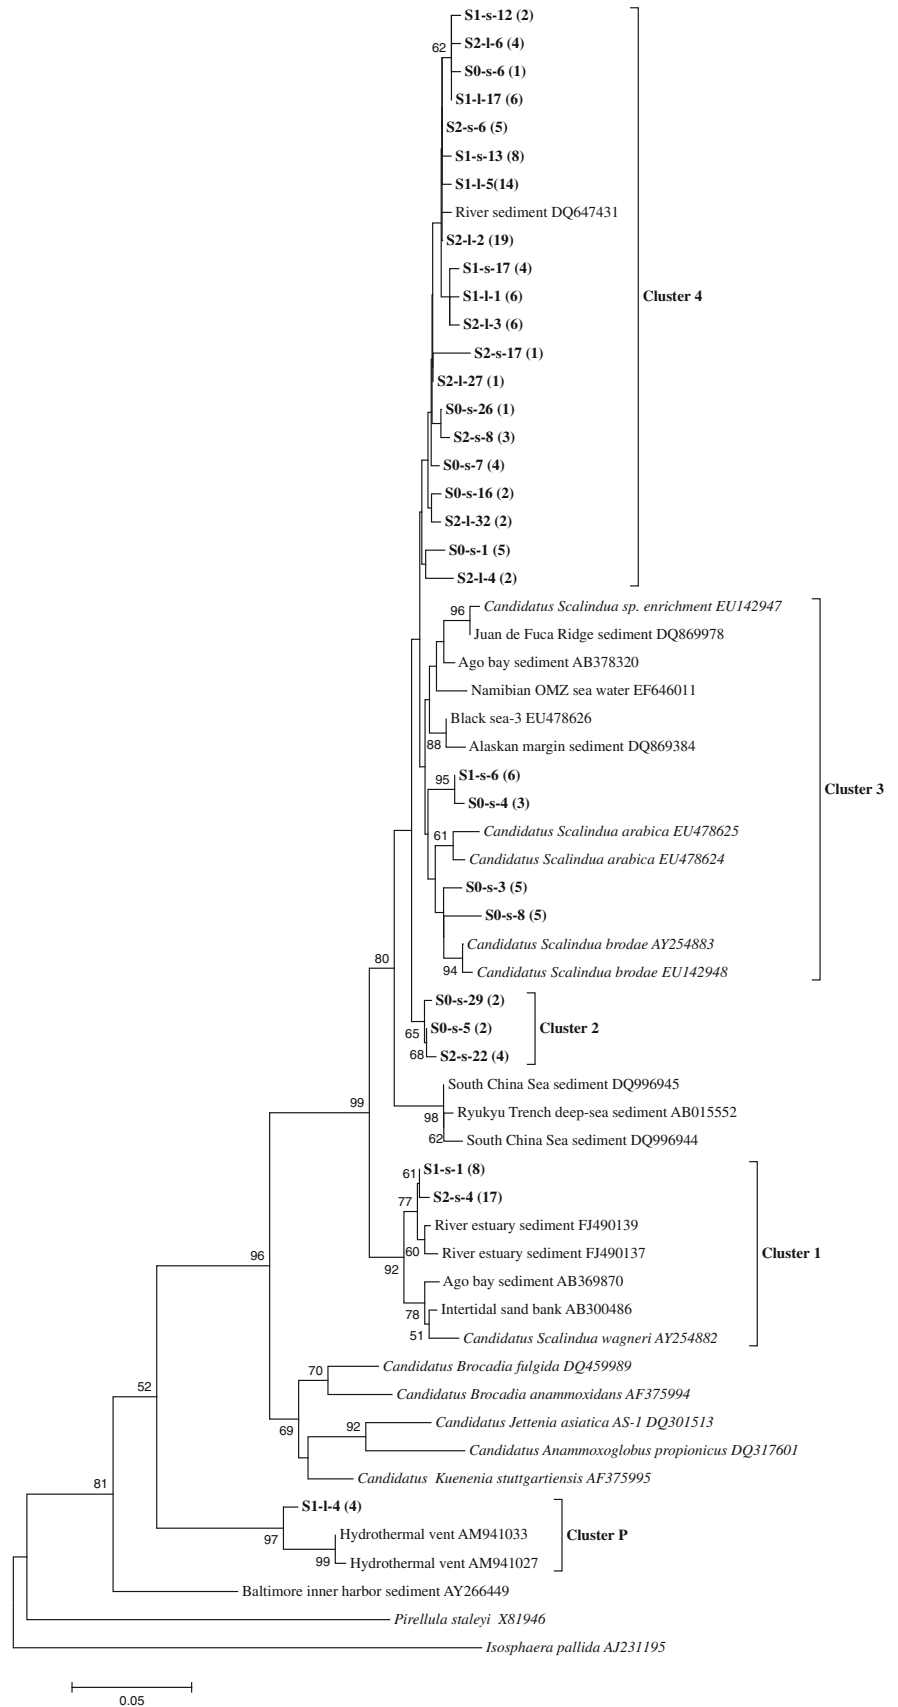 S1-s-12 (2)
S2-l-6 (4)
62
S0-s-6 (1)
S1-l-17 (6)
S2-s-6 (5)
S1-s-13 (8)
S1-l-5(14)
River sediment DQ647431
S2-l-2 (19)
S1-s-17 (4)
S1-l-1 (6)
Cluster 4
S2-l-3 (6)
S2-s-17 (1)
S2-l-27 (1)
S0-s-26 (1)
S2-s-8 (3)
S0-s-7 (4)
S0-s-16 (2)
S2-l-32 (2)
S0-s-1 (5)
S2-l-4 (2)
Candidatus Scalindua sp. enrichment EU142947
96
Juan de Fuca Ridge sediment DQ869978
Ago bay sediment AB378320
Namibian OMZ sea water EF646011
Black sea-3 EU478626
88
Alaskan margin sediment DQ869384
S1-s-6 (6)
95
Cluster 3
S0-s-4 (3)
Candidatus Scalindua arabica EU478625
61
Candidatus Scalindua arabica EU478624
S0-s-3 (5)
S0-s-8 (5)
Candidatus Scalindua brodae AY254883
80
94
Candidatus Scalindua brodae EU142948
S0-s-29 (2)
S0-s-5 (2)
Cluster 2
65
68
S2-s-22 (4)
South China Sea sediment DQ996945
99
Ryukyu Trench deep-sea sediment AB015552
98
62
South China Sea sediment DQ996944
S1-s-1 (8)
61
S2-s-4 (17)
77
River estuary sediment FJ490139
96
60
River estuary sediment FJ490137
Cluster 1
92
Ago bay sediment AB369870
Intertidal sand bank AB300486
78
51
Candidatus Scalindua wagneri AY254882
Candidatus Brocadia fulgida DQ459989
70
52
Candidatus Brocadia anammoxidans AF375994
Candidatus Jettenia asiatica AS-1 DQ301513
69
92
Candidatus Anammoxoglobus propionicus DQ317601
Candidatus Kuenenia stuttgartiensis AF375995
81
S1-l-4 (4)
Hydrothermal vent AM941033
Cluster P
97
99
Hydrothermal vent AM941027
Baltimore inner harbor sediment AY266449
Pirellula staleyi X81946
Isosphaera pallida AJ231195
0.05